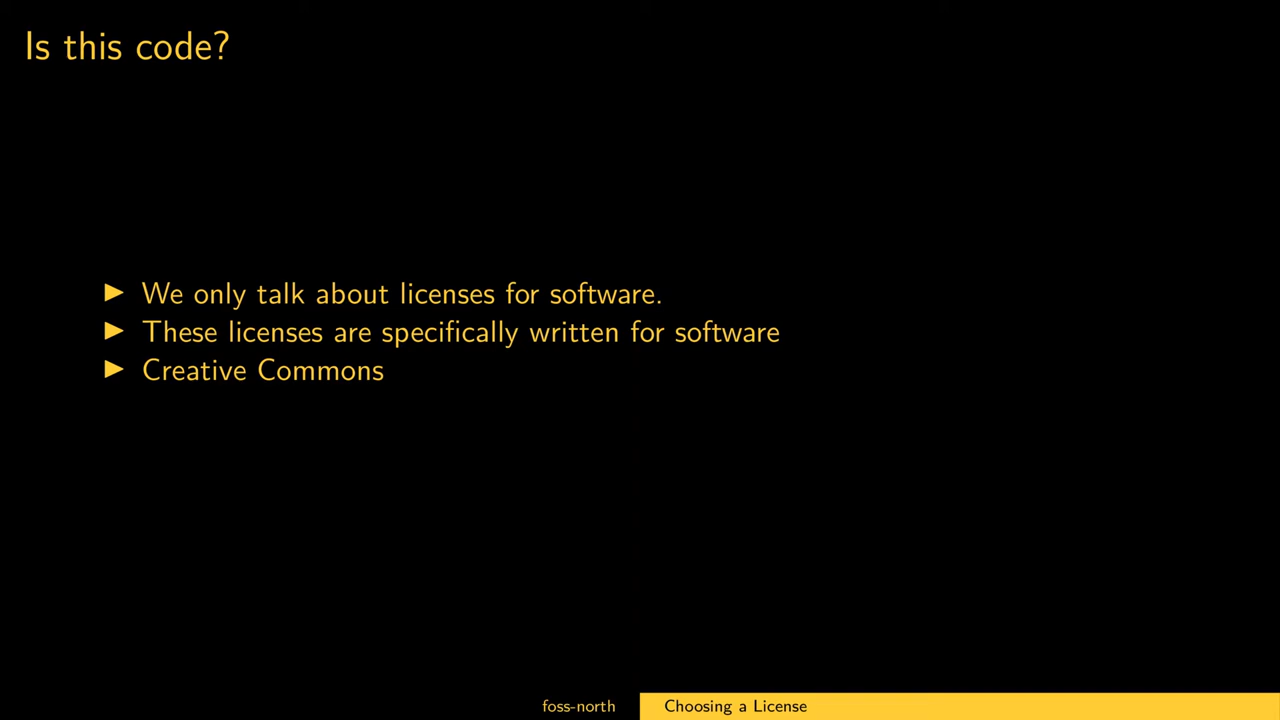 Is this code?
We only talk about licenses for software.
These licenses are specifically written for software
Creative Commons
foss-north
Choosing a License